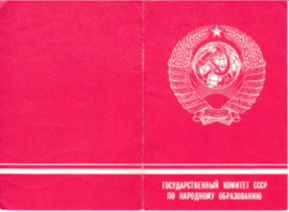 ГОСУДАРСТВЕННЫЙ КОМИТЕТ СССР
ПО НАРОДНОМУ ОБРАЗОВАНИЮ